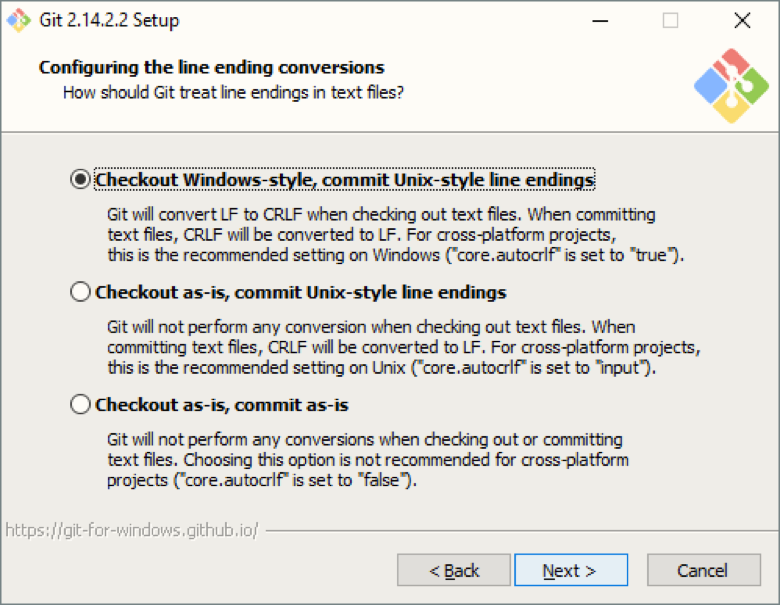 Git 2.14.2.2 Setup
Configuring the line ending conversions
How should Git treat line endings in text files?
Checkout Windows-style, commit Unix-style line endings
Git will convert LF to CRLF when checking out text files. When committing
text files, CRLF will be converted to LF. For cross-platform projects,
this is the recommended setting on Windows ("core.autocrlf" is set to "true").
Checkout as-is, commit Unix-style line endings
Git will not perform any conversion when checking out text files. When
committing text files, CRLF will be converted to LF. For cross-platform projects,
this is the recommended setting on Unix ("core.autocrlf" is set to "input").
Checkout as-is, commit as-is
Git will not perform any conversions when checking out or committing
text files. Choosing this option is not recommended for cross-platform
projects ("core.autocrlf" is set to "false").
https://git-for-windows.github.io/
< Back Next > Cancel